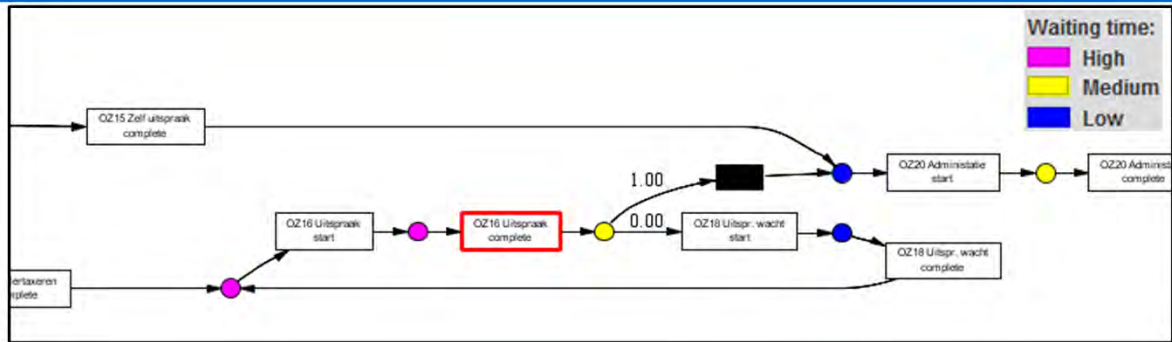 Waiting time:
High
Medium
Low
OZ15 Zelf uitspraak
complete
OZ20 Administatie
start
OZ20 Administ
complete
1.00
0.00
OZ16 Uitspraak
start
OZ16 Uitspraak
complete
OZ18 Uitspr. wacht
start
OZ18 Uitspr. wacht
complete
ertaxeren
plete